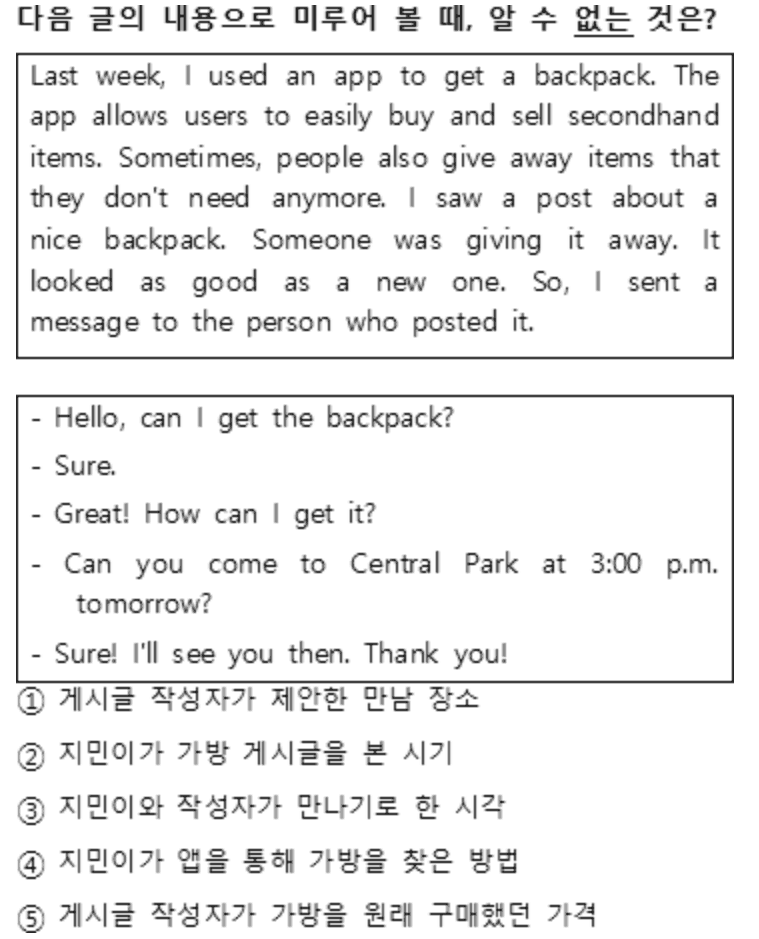 다음 글의 내용으로 미루어 볼 때, 알 수 없는 것은?
Last week, I used an app to get a backpack. The
app allows users to easily buy and sell secondhand
items. Sometimes, people also give away items that
they don't need anymore. I saw a post about a
nice backpack. Someone was giving it away. It
looked as good as a new one. So, I sent a
message to the person who posted it.
- Hello, can I get the backpack?
- Sure.
- Great! How can I get it?
- Can you come to Central Park at 3:00 p.m.
tomorrow?
- Sure! I'll see you then. Thank you!
① 게시글 작성자가 제안한 만남 장소
② 지민이가 가방 게시글을 본 시기
③ 지민이와 작성자가 만나기로 한 시각
④ 지민이가 앱을 통해 가방을 찾은 방법
⑤ 게시글 작성자가 가방을 원래 구매했던 가격